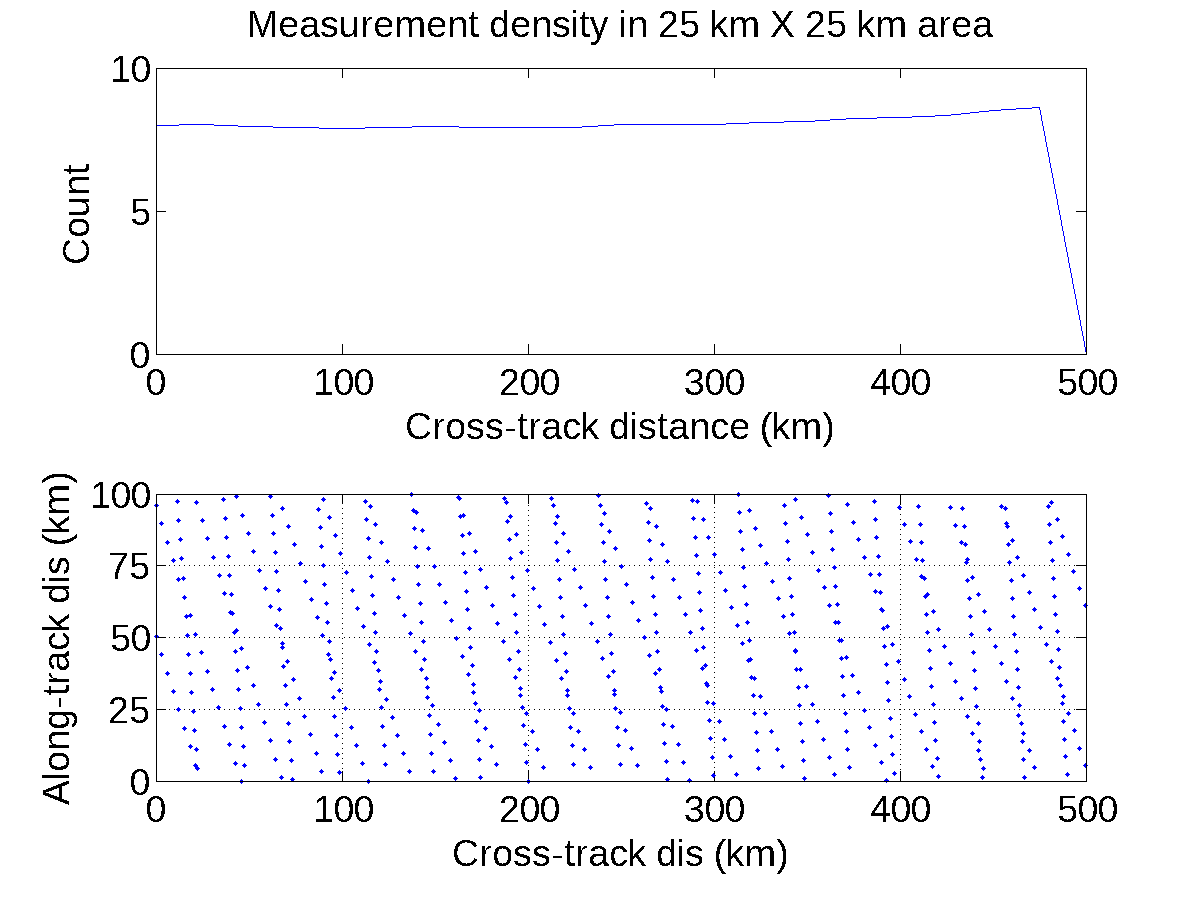 Measurement density in 25 km X 25 km area
10
5
0
Count
0 100 200 300 400 500
Cross-track distance (km)
100
75
50
25
0
Along-track dis (km)
0 100 200 300 400 500
Cross-track dis (km)